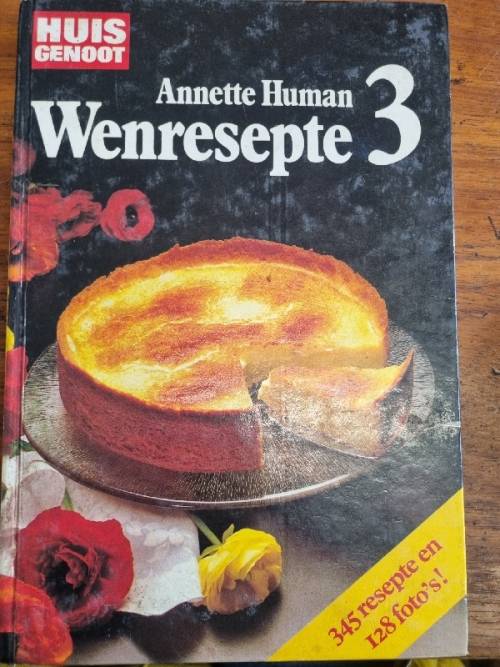 HUIS
GENOOT
Annette Human
Wenresepte 3
345 resepte en
128 foto's!